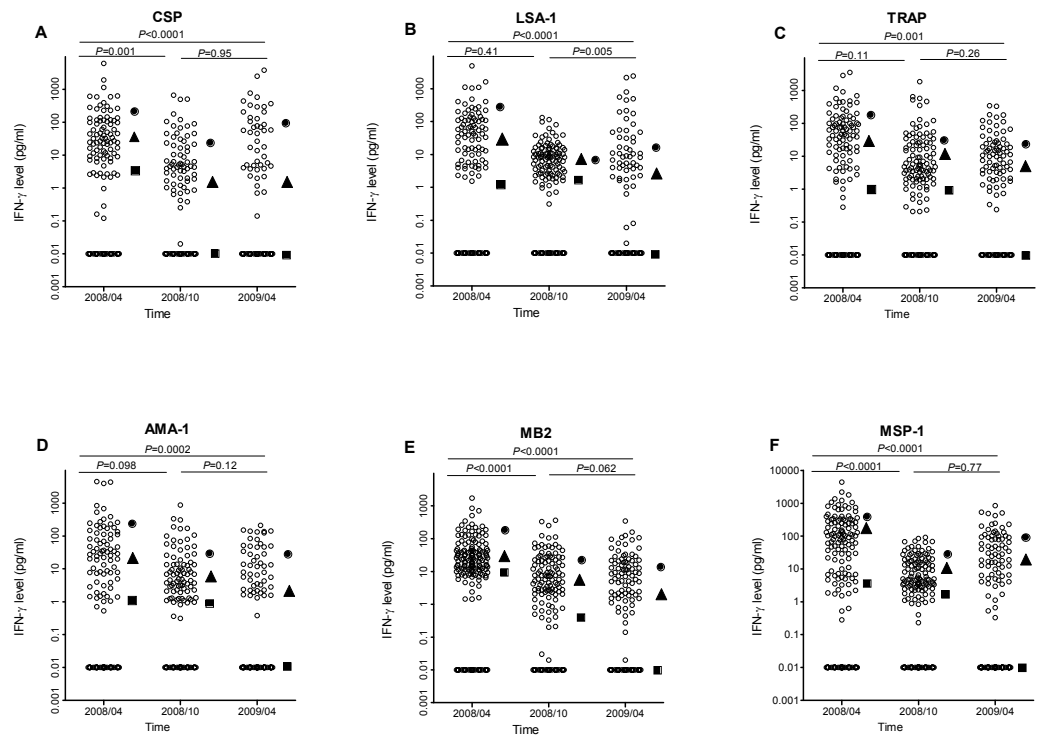 CSP
A
P<0.0001
P=0.001
P=0.95
IFN-γ level (pg/ml)
1000
100
10
1
0.1
0.01
0.001
2008/04
2008/10
2009/04
Time
LSA-1
B
P<0.0001
P=0.41
P=0.005
IFN-γ level (pg/ml)
1000
100
10
1
0.1
0.01
0.001
2008/04
2008/10
2009/04
Time
TRAP
C
P=0.001
P=0.11
P=0.26
IFN-γ level (pg/ml)
1000
100
10
1
0.1
0.01
0.001
2008/04
2008/10
2009/04
Time
AMA-1
D
P=0.0002
P=0.098
P=0.12
IFN-γ level (pg/ml)
1000
100
10
1
0.1
0.01
0.001
2008/04
2008/10
2009/04
Time
MB2
E
P<0.0001
P<0.0001
P=0.062
IFN-γ level (pg/ml)
1000
100
10
1
0.1
0.01
0.001
2008/04
2008/10
2009/04
Time
MSP-1
F
P<0.0001
P<0.0001
P=0.77
IFN-γ level (pg/ml)
10000
1000
100
10
1
0.1
0.01
0.001
2008/04
2008/10
2009/04
Time